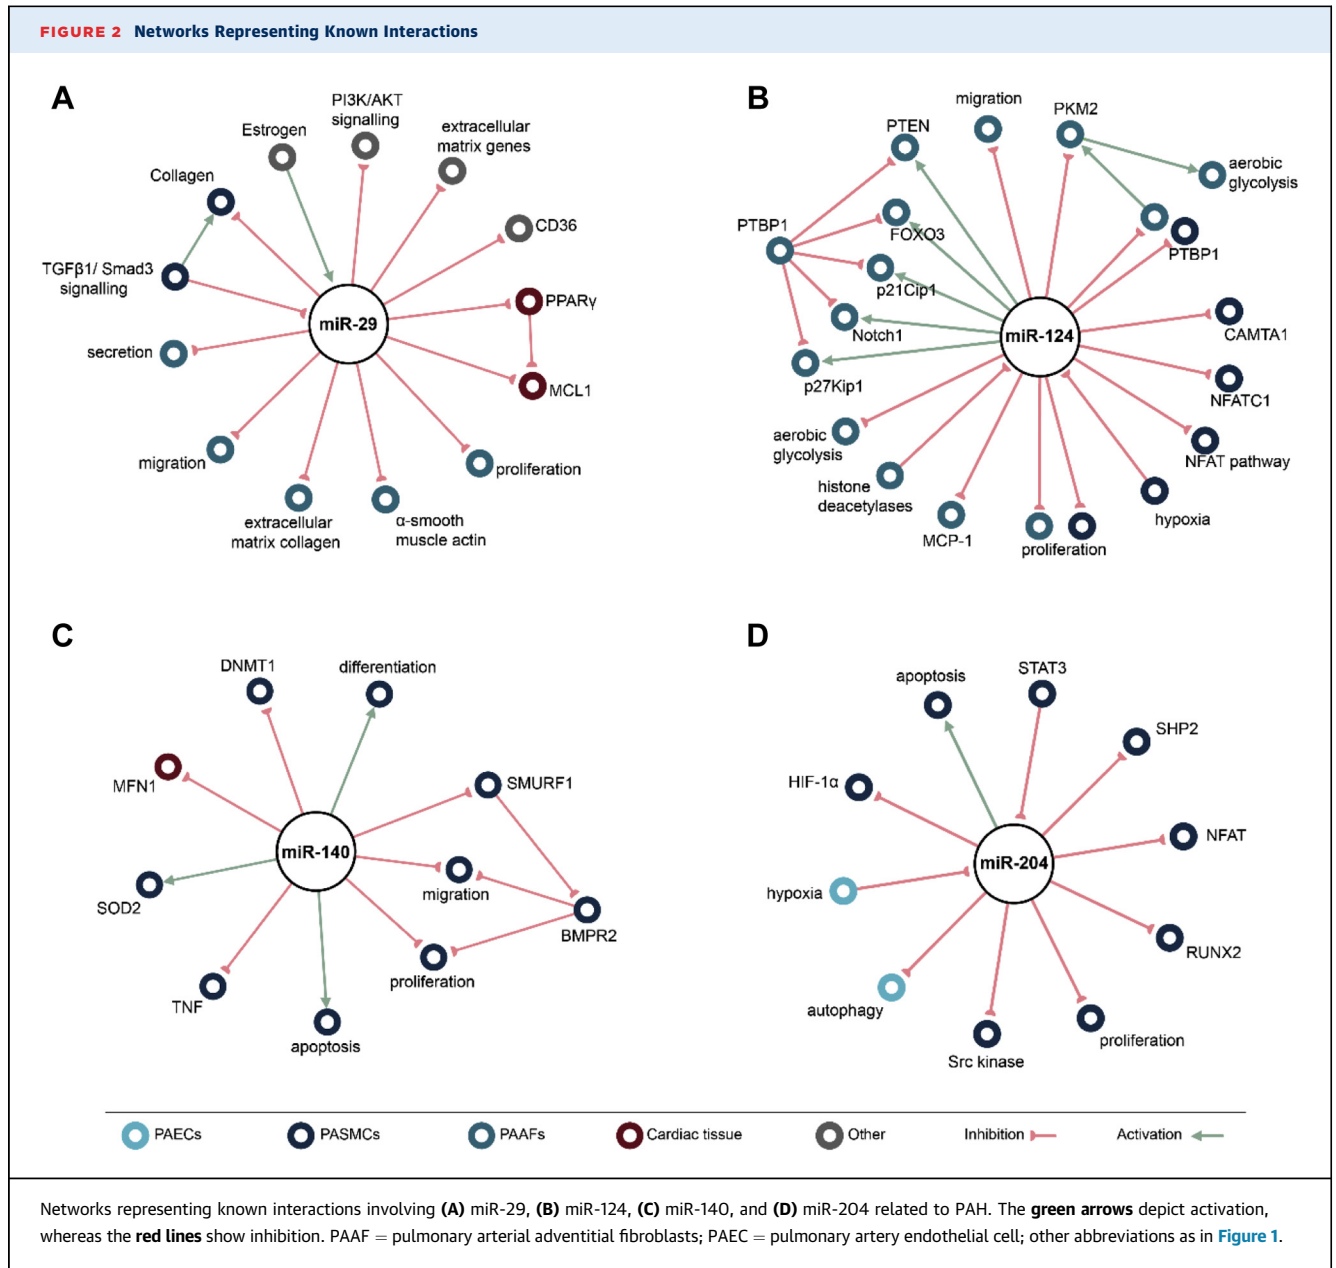 FIGURE 2 Networks Representing Known Interactions
A
Estrogen
PI3K/AKT
signalling
extracellular
matrix genes
Collagen
CD36
TGFβ1/ Smad3
signalling
PPARγ
miR-29
secretion
MCL1
migration
proliferation
extracellular
matrix collagen
α-smooth
muscle actin
B
migration
PKM2
PTEN
aerobic
glycolysis
PTBP1
FOXO3
PTBP1
p21Cip1
Notch1
miR-124
CAMTA1
p27Kip1
NFATC1
aerobic
glycolysis
NFAT pathway
histone
deacetylases
hypoxia
MCP-1
proliferation
C
DNMT1
differentiation
MFN1
SMURF1
miR-140
migration
SOD2
BMPR2
proliferation
TNF
apoptosis
D
apoptosis
STAT3
SHP2
HIF-1α
NFAT
miR-204
hypoxia
RUNX2
autophagy
proliferation
Src kinase
PAECs PASMCs PAAFs Cardiac tissue Other Inhibition Activation
Networks representing known interactions involving (A) miR-29, (B) miR-124, (C) miR-140, and (D) miR-204 related to PAH. The green arrows depict activation,
whereas the red lines show inhibition. PAAF = pulmonary arterial adventitial fibroblasts; PAEC = pulmonary artery endothelial cell; other abbreviations as in Figure 1.